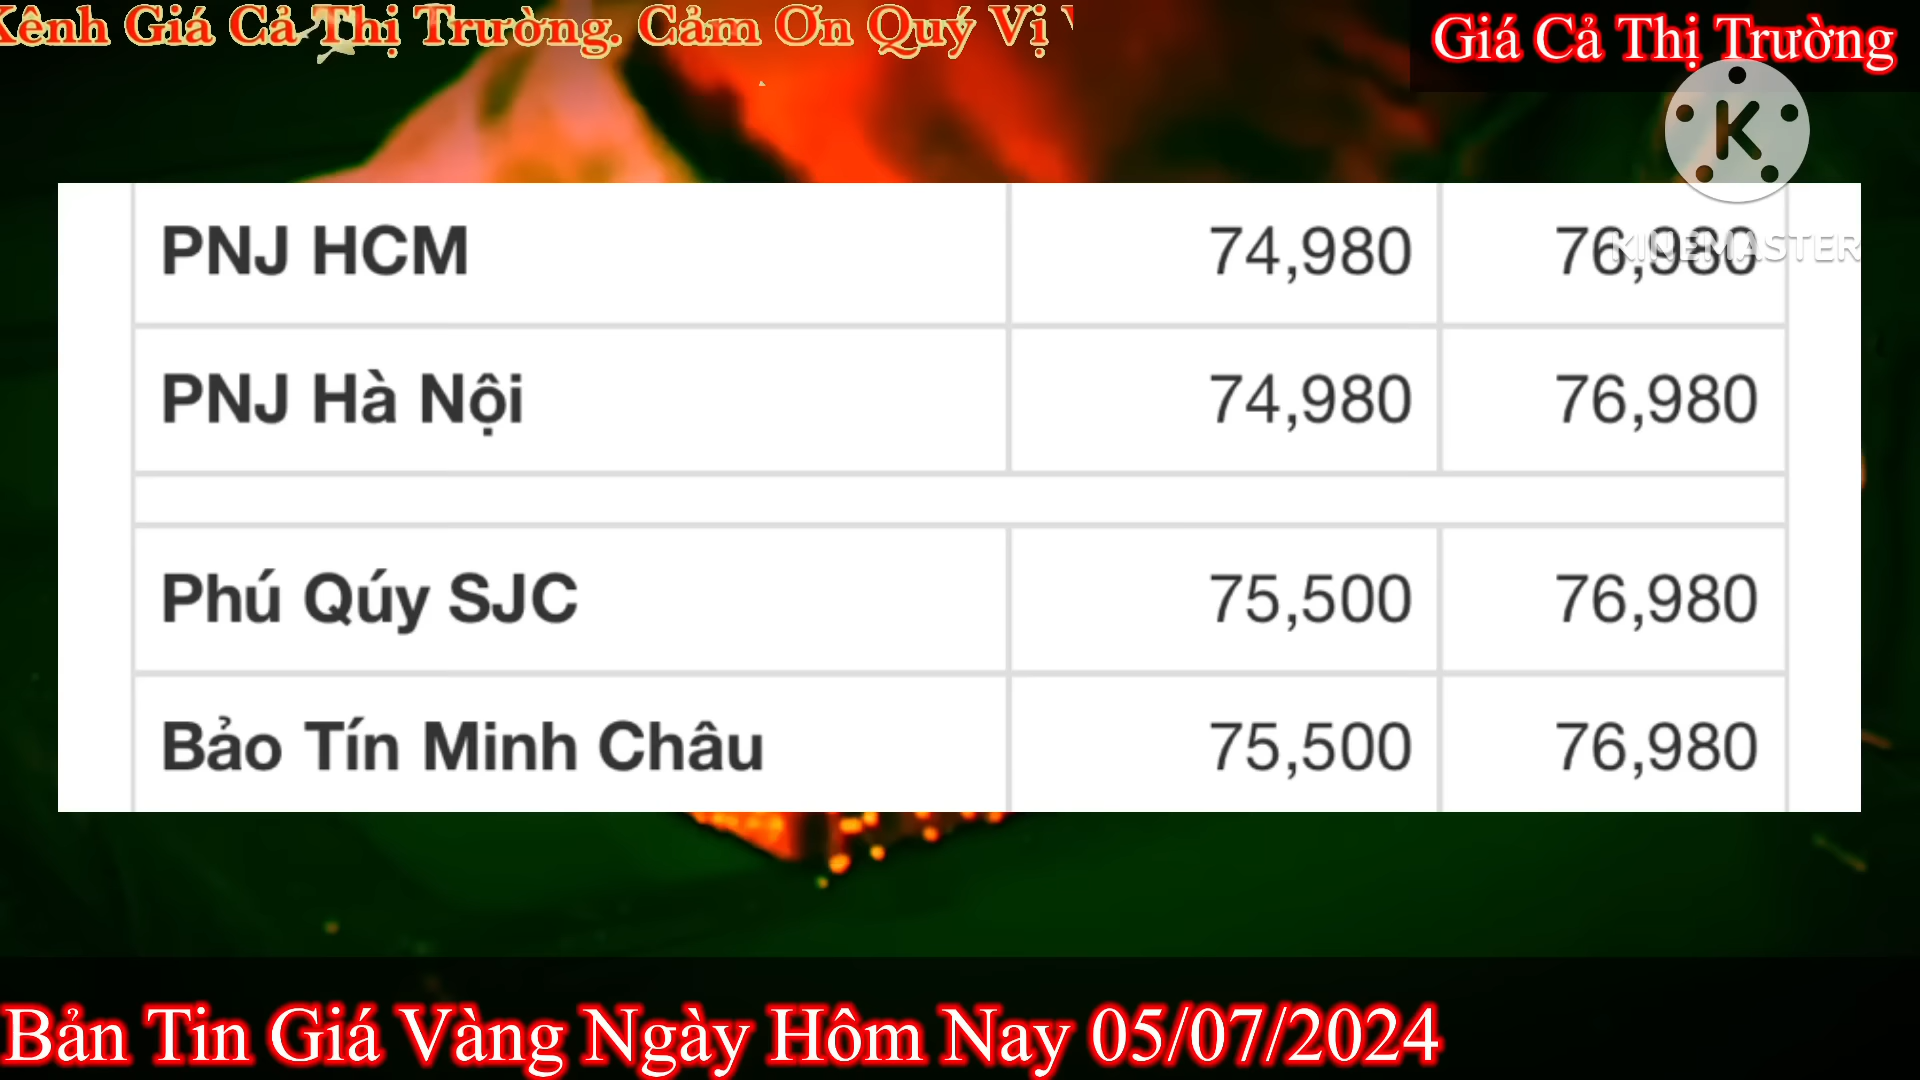 Kênh Giá Cả Thị Trường. Cảm Ơn Quý Vị
Giá Cả Thị Trường
K
KINEMASTER
PNJ HCM 74,980 76,980
PNJ Hà Nội 74,980 76,980
Phú Qúy SJC 75,500 76,980
Bảo Tín Minh Châu 75,500 76,980
Bản Tin Giá Vàng Ngày Hôm Nay 05/07/2024